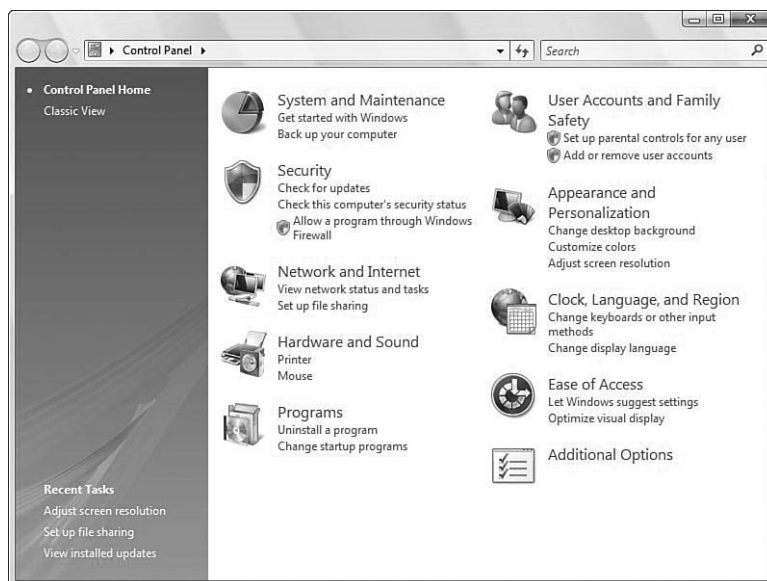 Control Panel
Search
Control Panel Home
Classic View
System and Maintenance
Get started with Windows
Back up your computer
Security
Check for updates
Check this computer's security status
Allow a program through Windows
Firewall
Network and Internet
View network status and tasks
Set up file sharing
Hardware and Sound
Printer
Mouse
Programs
Uninstall a program
Change startup programs
User Accounts and Family
Safety
Set up parental controls for any user
Add or remove user accounts
Appearance and
Personalization
Change desktop background
Customize colors
Adjust screen resolution
Clock, Language, and Region
Change keyboards or other input
methods
Change display language
Ease of Access
Let Windows suggest settings
Optimize visual display
Additional Options
Recent Tasks
Adjust screen resolution
Set up file sharing
View installed updates